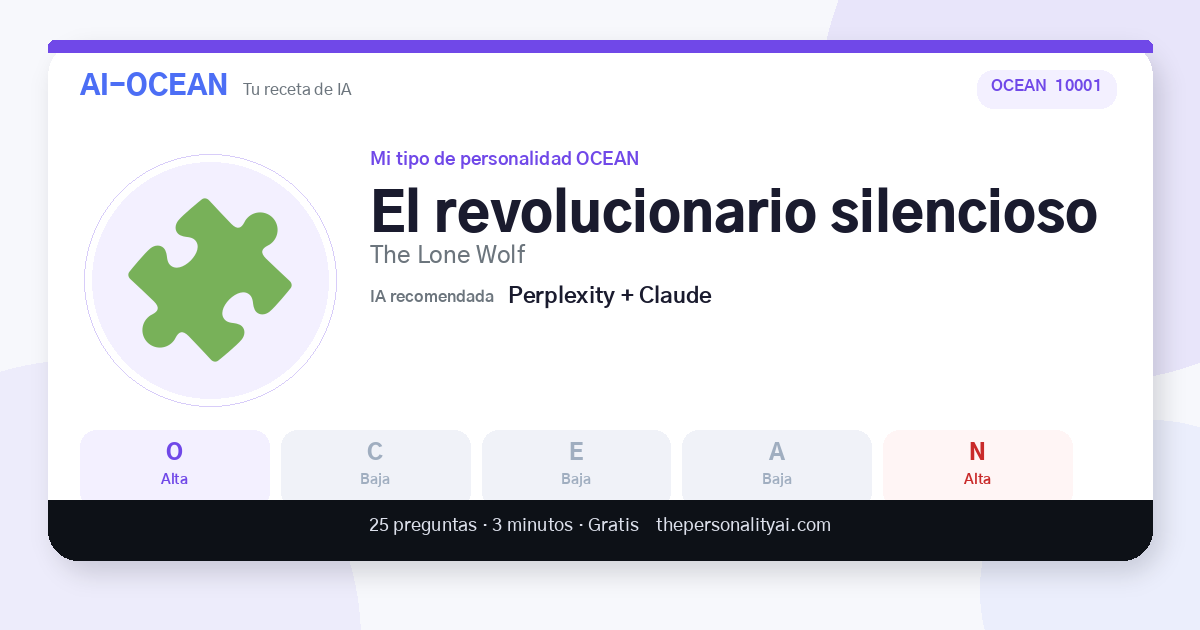 AI-OCEAN Tu receta de IA OCEAN 10001
Mi tipo de personalidad OCEAN
El revolucionario silencioso
The Lone Wolf
IA recomendada Perplexity + Claude
O C E A N
Alta Baja Baja Baja Alta
25 preguntas · 3 minutos · Gratis thepersonalityai.com